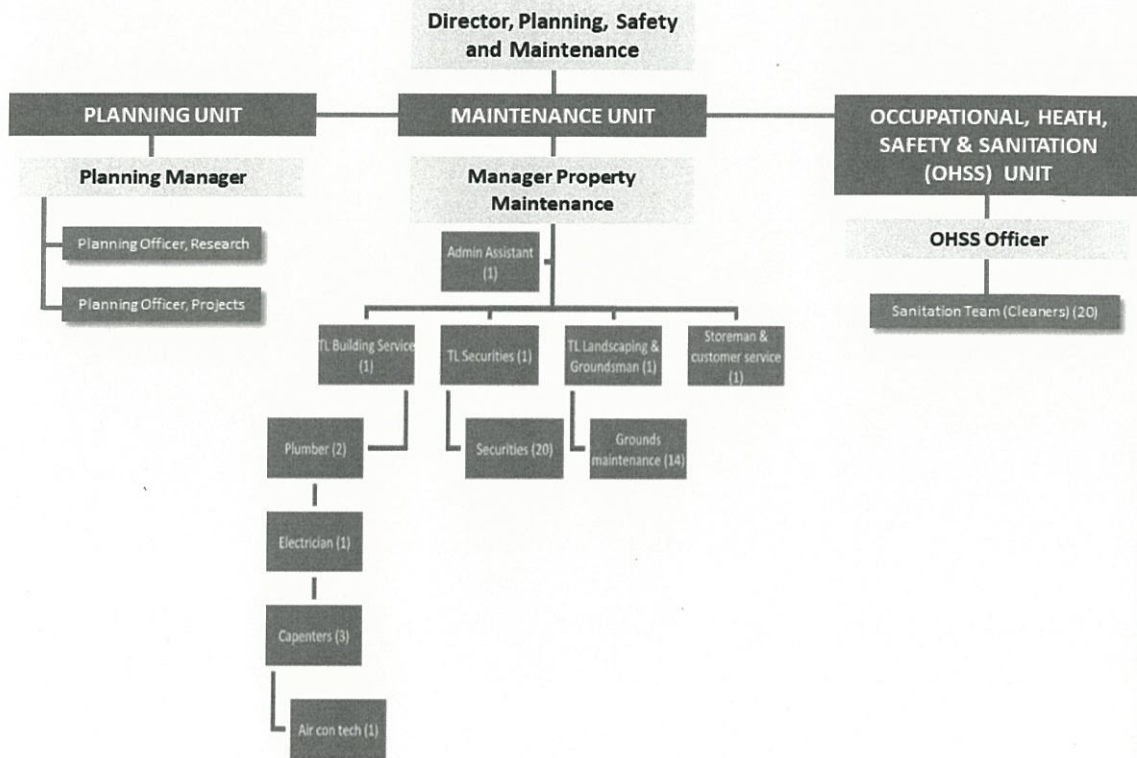 Director, Planning, Safety
and Maintenance
PLANNING UNIT
MAINTENANCE UNIT
OCCUPATIONAL, HEATH,
SAFETY & SANITATION
(OHSS) UNIT
Planning Manager
Manager Property
Maintenance
OHSS Officer
Planning Officer, Research
Planning Officer, Projects
Admin Assistant
(1)
Sanitation Team (Cleaners) (20)
TL Building Service
(1)
TL Securities (1)
TL Landscaping &
Groundsman (1)
Storeman &
customer service
(1)
Plumber (2)
Securities (20)
Grounds
maintenance (14)
Electrician (1)
Capenters (3)
Air con tech (1)